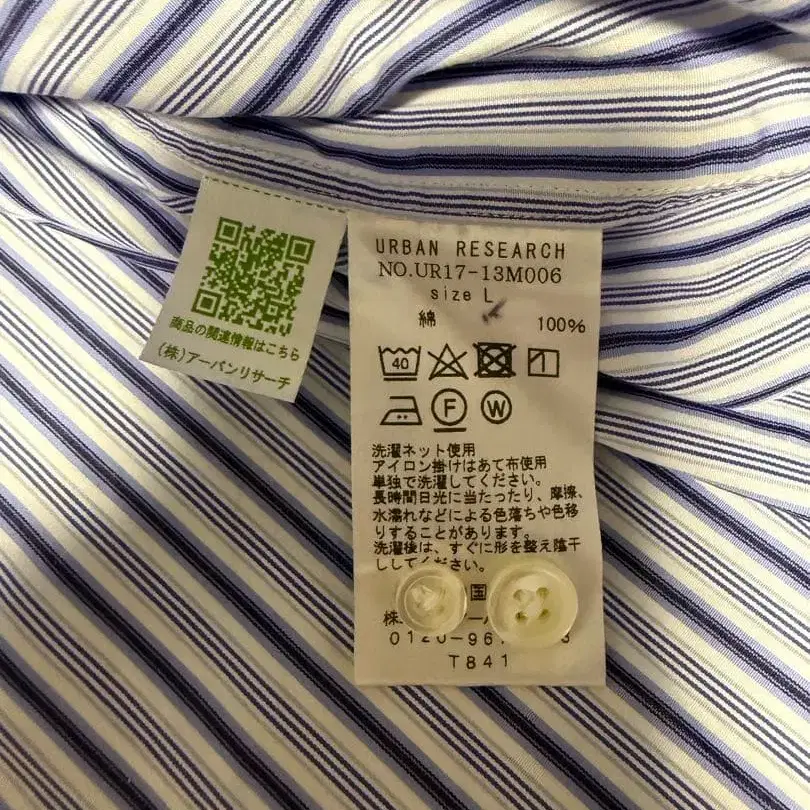 商品の関連情報はこちら
(株)アーバンリサーチ
URBAN RESEARCH
NO.UR17-13M006
size L
綿 100%
40
F W
洗濯ネット使用
アイロン掛けはあて布使用
単独で洗濯してください。
長時間日光に当たったり、摩擦、
水濡れなどによる色落ちや色移
りすることがあります。
洗濯後は、すぐに形を整え陰干
ししてください。
国
株
0120-96
T841